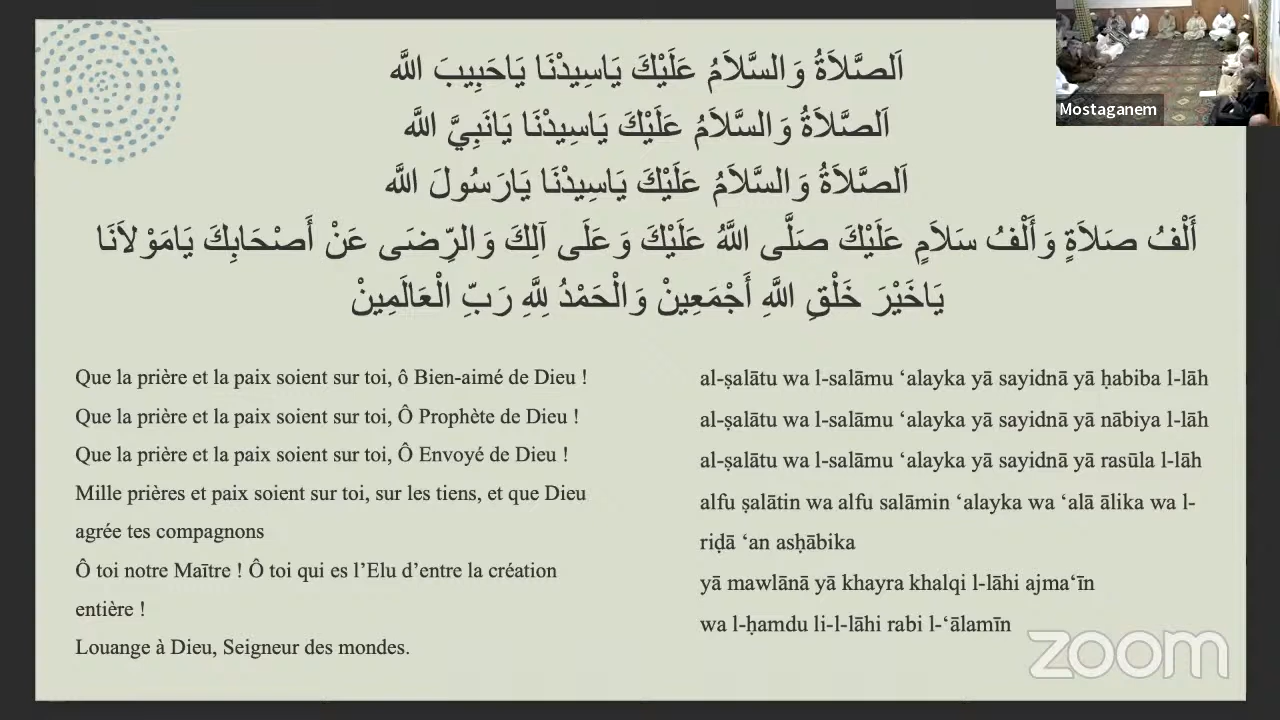 اَلصَّلاَةُ وَالسَّلاَمُ عَلَيْكَ يَاسِيدْنَا يَاحَبِيبَ اللَّه
اَلصَّلاَةُ وَالسَّلاَمُ عَلَيْكَ يَاسِيدْنَا يَانَبِيَّ اللَّه
اَلصَّلاَةُ وَالسَّلاَمُ عَلَيْكَ يَاسِيدْنَا يَارَسُولَ اللَّه
أَلْفُ صَلاَةٍ وَأَلْفُ سَلاَمٍ عَلَيْكَ صَلَّى اللَّهُ عَلَيْكَ وَعَلَى آلِكَ وَالرِّضَى عَنْ أَصْحَابِكَ يَامَوْلاَنَا
يَاخَيْرَ خَلْقِ اللَّهِ أَجْمَعِينْ وَالْحَمْدُ لِلَّهِ رَبِّ الْعَالَمِينْ
Mostaganem
Que la prière et la paix soient sur toi, ô Bien-aimé de Dieu !
Que la prière et la paix soient sur toi, Ô Prophète de Dieu !
Que la prière et la paix soient sur toi, Ô Envoyé de Dieu !
Mille prières et paix soient sur toi, sur les tiens, et que Dieu
agrée tes compagnons
Ô toi notre Maītre ! Ô toi qui es l’Elu d’entre la création
entière !
Louange à Dieu, Seigneur des mondes.
al-ṣalātu wa l-salāmu ‘alayka yā sayidnā yā ḥabiba l-lāh
al-ṣalātu wa l-salāmu ‘alayka yā sayidnā yā nābiya l-lāh
al-ṣalātu wa l-salāmu ‘alayka yā sayidnā yā rasūla l-lāh
alfu ṣalātin wa alfu salāmin ‘alayka wa ‘alā ālika wa l-
riḍā ‘an asḥābika
yā mawlānā yā khayra khalqi l-lāhi ajma‘īn
wa l-ḥamdu li-l-lāhi rabi l-‘ālamīn
zoom